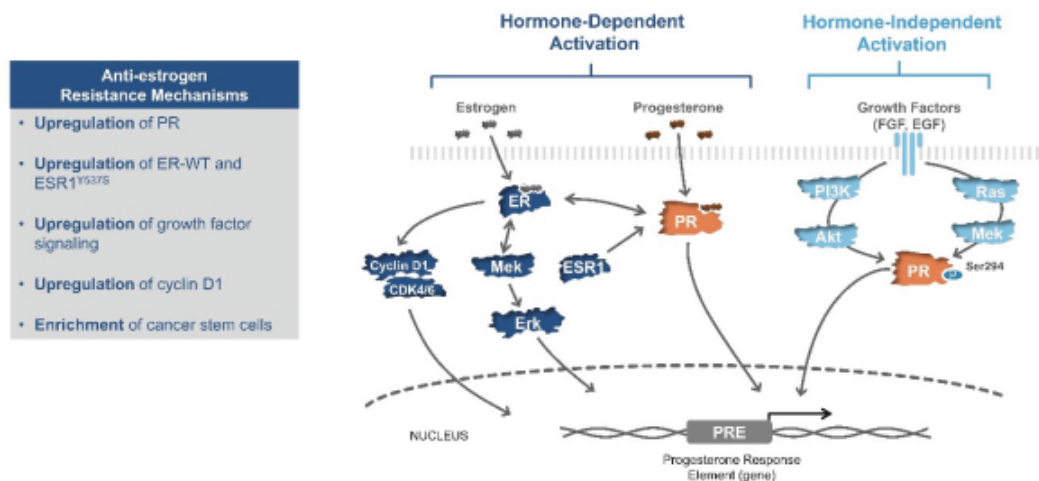 Anti-estrogen
Resistance Mechanisms
• Upregulation of PR
• Upregulation of ER-WT and
ESR1Y537S
• Upregulation of growth factor
signaling
• Upregulation of cyclin D1
• Enrichment of cancer stem cells
Hormone-Dependent
Activation
Hormone-Independent
Activation
Estrogen
Progesterone
Growth Factors
(FGF, EGF)
ER
PR
PI3K
Ras
Akt
Mek
Cyclin D1
CDK4/6
Mek
ESR1
Erk
PR
Ser294
NUCLEUS
PRE
Progesterone Response
Element (gene)